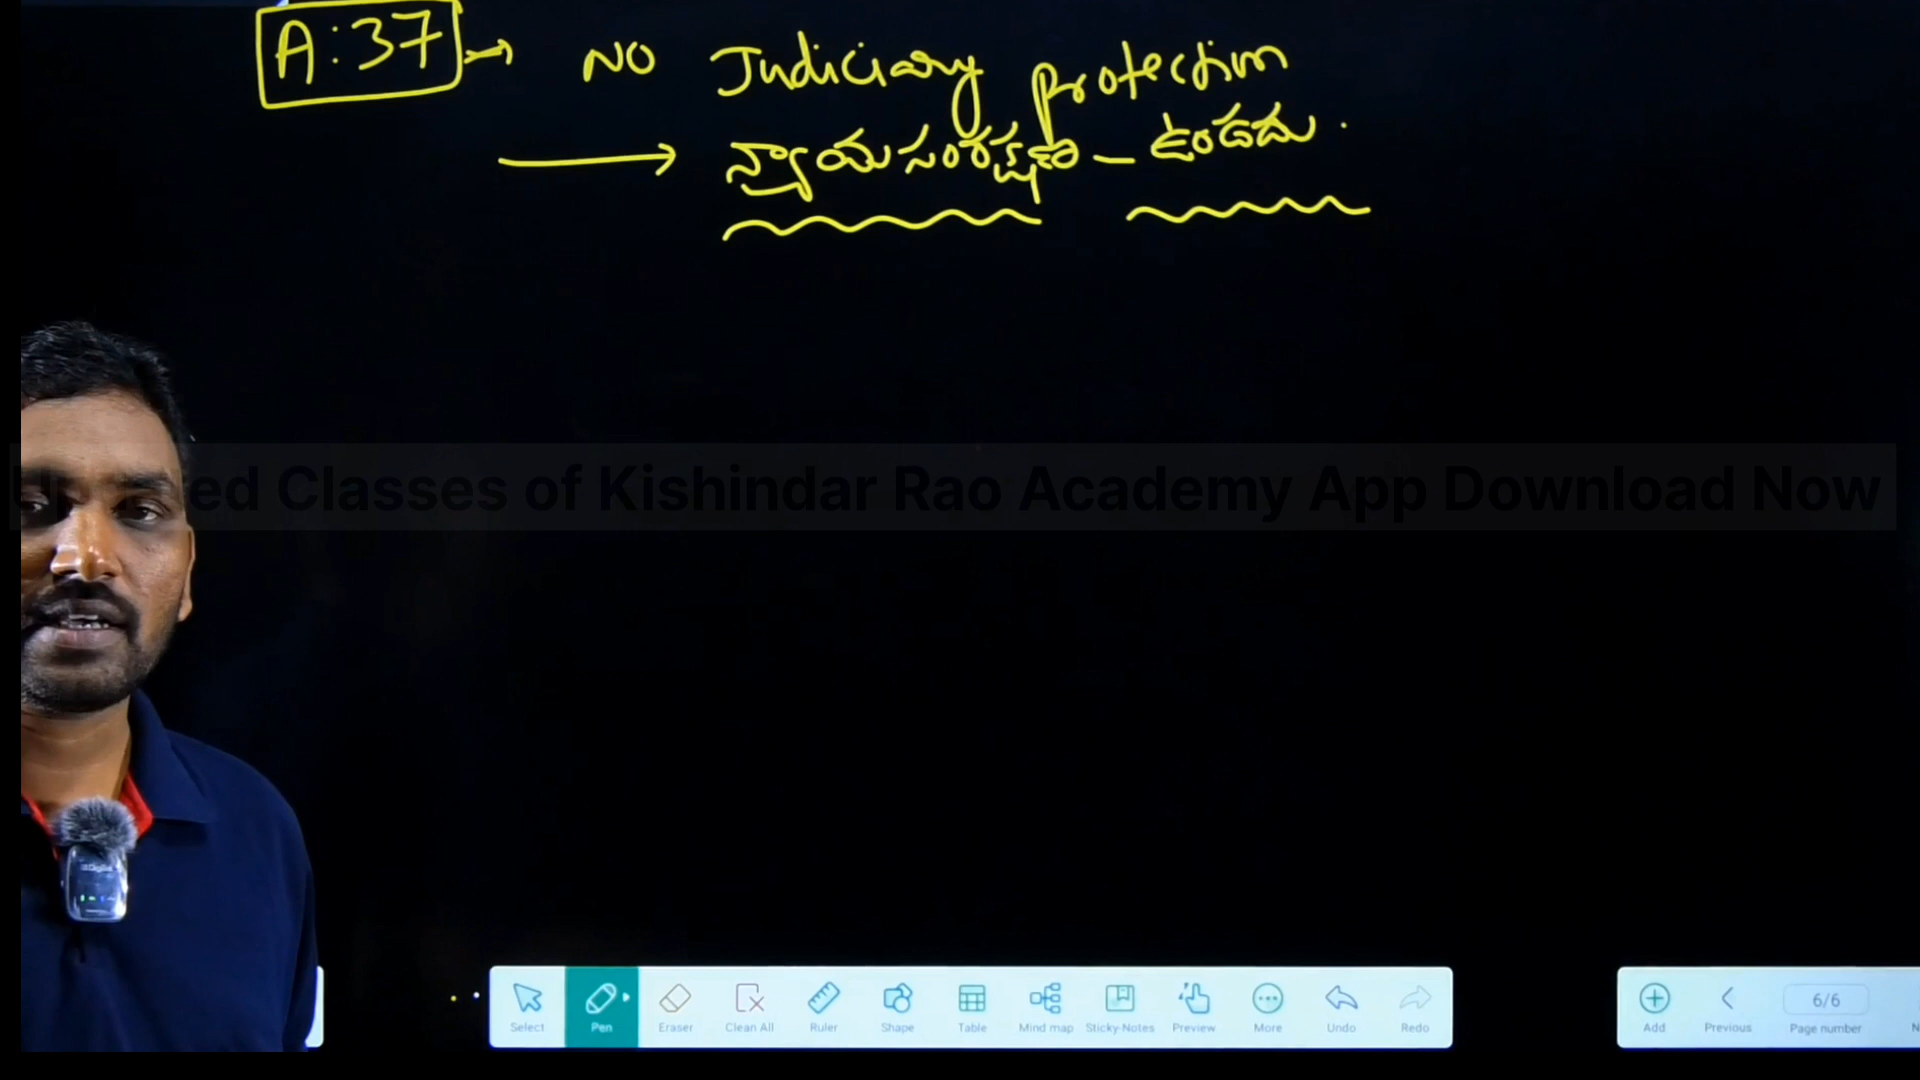 A:37 → NO Judiciary Protection
→ న్యాయ సంరక్షణ – ఉండదు.
ed Classes of Kishindar Rao Academy App Download Now
Select Pen Eraser Clean All Ruler Shape Table Mind map Sticky-Notes Preview More Undo Redo Add Previous 6/6 Page number